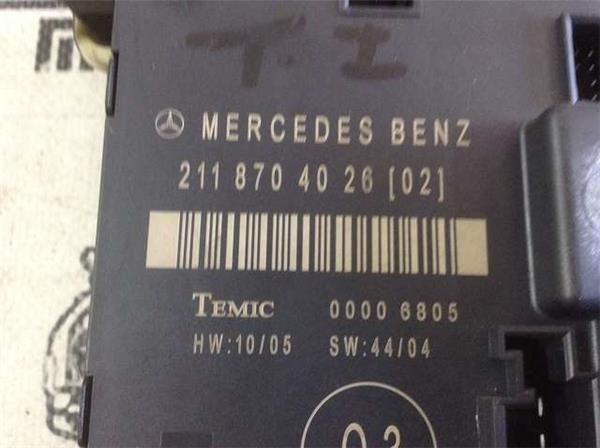 T.I
MERCEDES BENZ
211 870 40 26 [02]
TEMIC 0000 6805
HW:10/05 SW:44/04